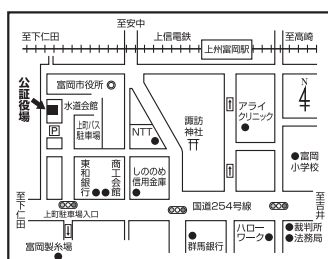 至安中
至下仁田
上信電鉄
上州富岡駅
至高崎
公証役場
富岡市役所
水道会館
P
上町バス
駐車場
NTT
諏訪
神社
アライ
クリニック
N
4
東和銀行
商工会館
しののめ
信用金庫
富岡
小学校
至下仁田
上町駐車場入口
国道254号線
至吉井
富岡製糸場
群馬銀行
ハロー
ワーク
裁判所
法務局